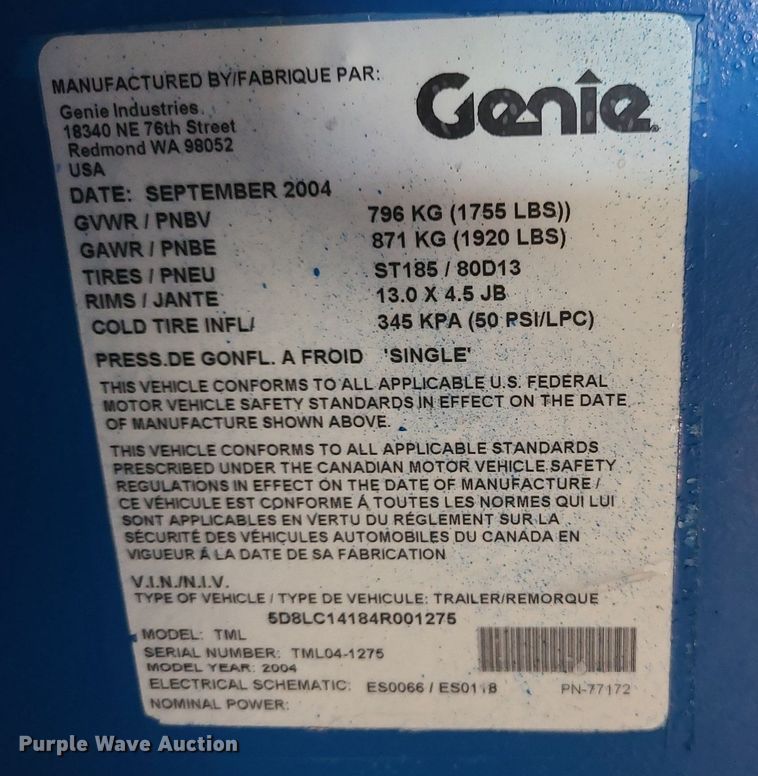 MANUFACTURED BY/FABRIQUE PAR:
Genie
Genie Industries
18340 NE 76th Street
Redmond WA 98052
USA
DATE: SEPTEMBER 2004
GVWR / PNBV 796 KG (1755 LBS))
GAWR / PNBE 871 KG (1920 LBS)
TIRES / PNEU ST185 / 80D13
RIMS / JANTE 13.0 X 4.5 JB
COLD TIRE INFL/ 345 KPA (50 PSI/LPC)
PRESS.DE GONFL. A FROID 'SINGLE'
THIS VEHICLE CONFORMS TO ALL APPLICABLE U.S. FEDERAL
MOTOR VEHICLE SAFETY STANDARDS IN EFFECT ON THE DATE
OF MANUFACTURE SHOWN ABOVE.
THIS VEHICLE CONFORMS TO ALL APPLICABLE STANDARDS
PRESCRIBED UNDER THE CANADIAN MOTOR VEHICLE SAFETY
REGULATIONS IN EFFECT ON THE DATE OF MANUFACTURE /
CE VÉHICULE EST CONFORME Á TOUTES LES NORMES QUI LUI
SONT APPLICABLES EN VERTU DU RÉGLEMENT SUR LA
SÉCURITÉ DES VÉHICULES AUTOMOBILES DU CANADA EN
VIGUEUR Á LA DATE DE SA FABRICATION
V.I.N./N.I.V.
TYPE OF VEHICLE / TYPE DE VEHICULE: TRAILER/REMORQUE
5D8LC14184R001275
MODEL: TML
SERIAL NUMBER: TML04-1275
MODEL YEAR: 2004
ELECTRICAL SCHEMATIC: ES0066 /
PN-77172
NOMINAL POWER:
Purple Wave Auction